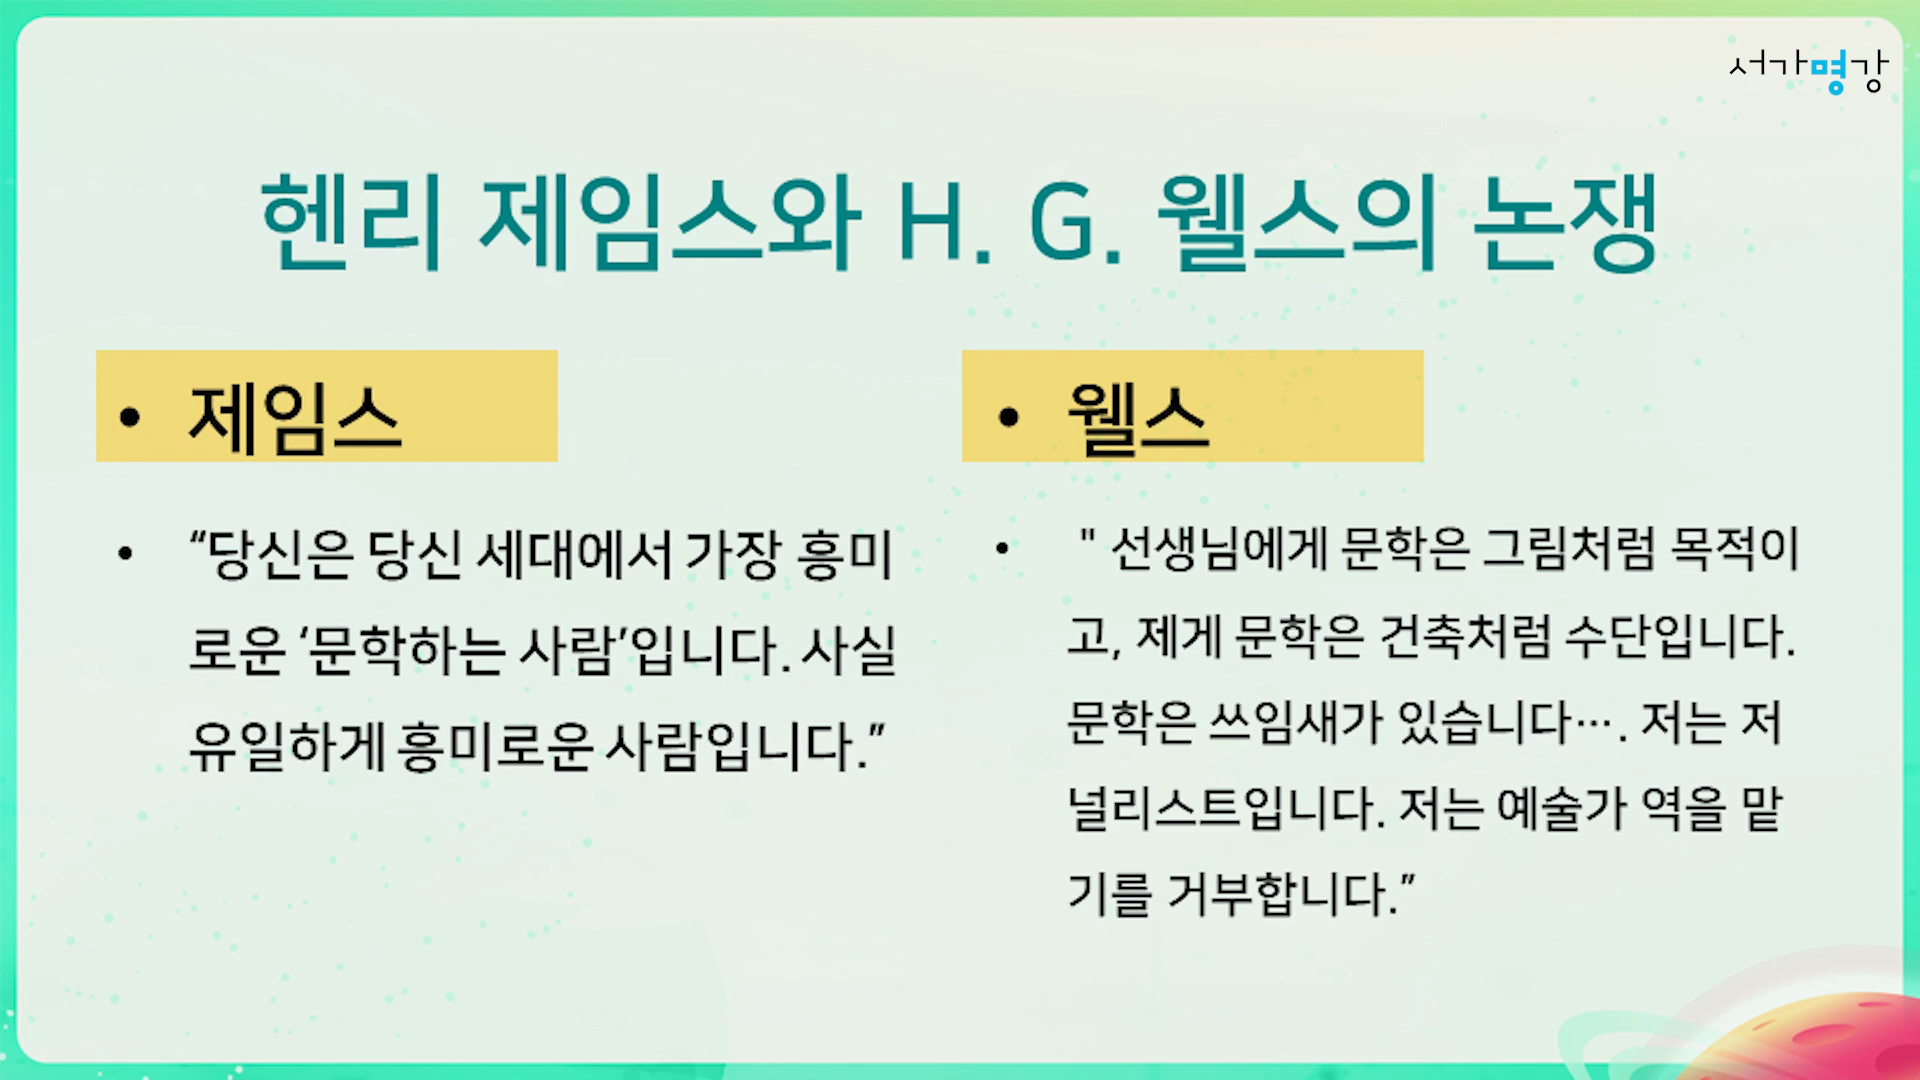 서가명강
헨리 제임스와 H. G. 웰스의 논쟁
• 제임스
• “당신은 당신 세대에서 가장 흥미
로운 ‘문학하는 사람’입니다. 사실
유일하게 흥미로운 사람입니다.”
• 웰스
• " 선생님에게 문학은 그림처럼 목적이
고, 제게 문학은 건축처럼 수단입니다.
문학은 쓰임새가 있습니다…. 저는 저
널리스트입니다. 저는 예술가 역을 맡
기를 거부합니다.”